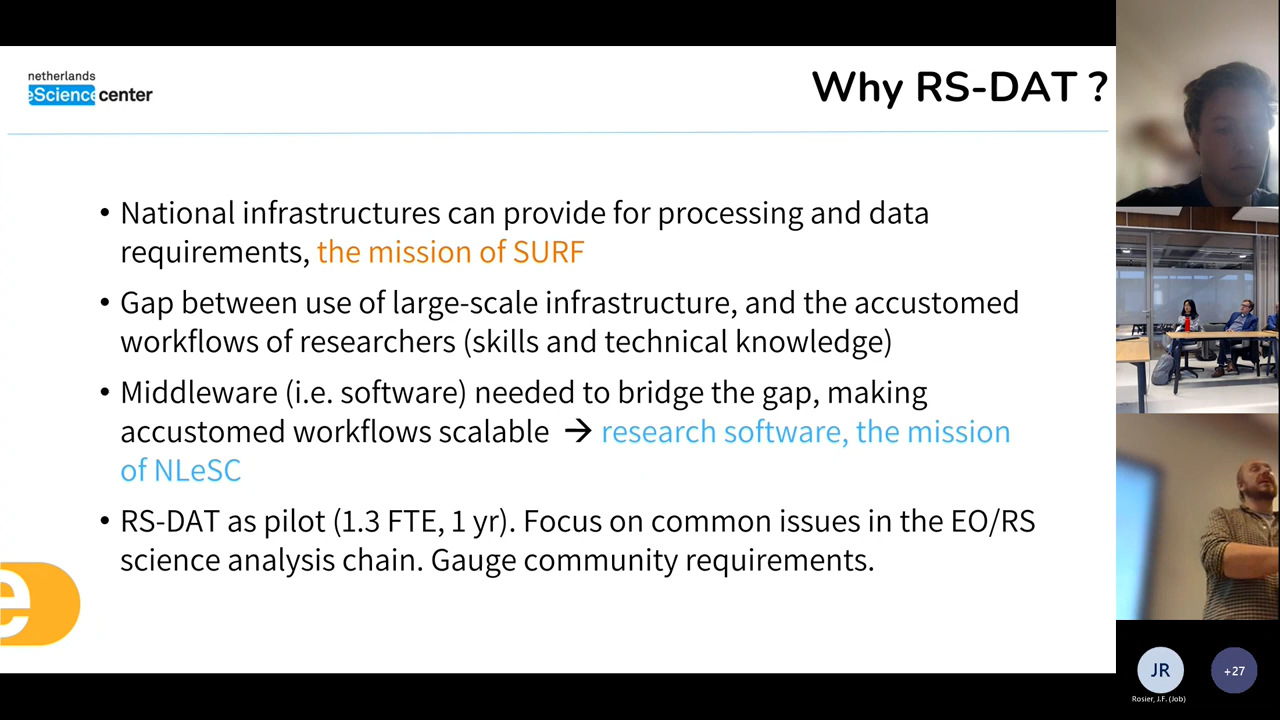 netherlands
eScience center
Why RS-DAT ?
• National infrastructures can provide for processing and data
requirements, the mission of SURF
• Gap between use of large-scale infrastructure, and the accustomed
workflows of researchers (skills and technical knowledge)
• Middleware (i.e. software) needed to bridge the gap, making
accustomed workflows scalable → research software, the mission
of NLeSC
• RS-DAT as pilot (1.3 FTE, 1 yr). Focus on common issues in the EO/RS
science analysis chain. Gauge community requirements.
e
JR
+27
Rosier, J.F. (Job)